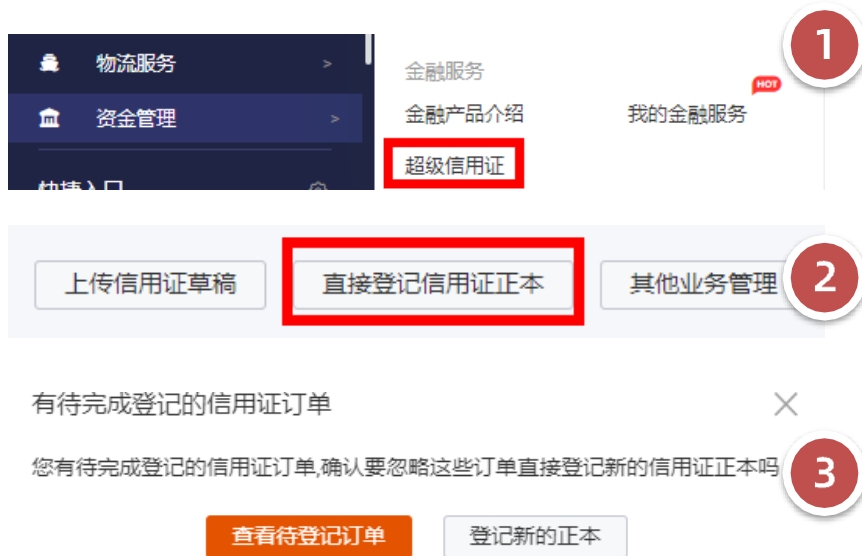 1
物流服务 >
金融服务
HOT
资金管理 >
金融产品介绍 我的金融服务
超级信用证
快捷入口
上传信用证草稿 直接登记信用证正本 其他业务管理 2
有待完成登记的信用证订单
您有待完成登记的信用证订单,确认要忽略这些订单直接登记新的信用证正本吗
3
查看待登记订单 登记新的正本